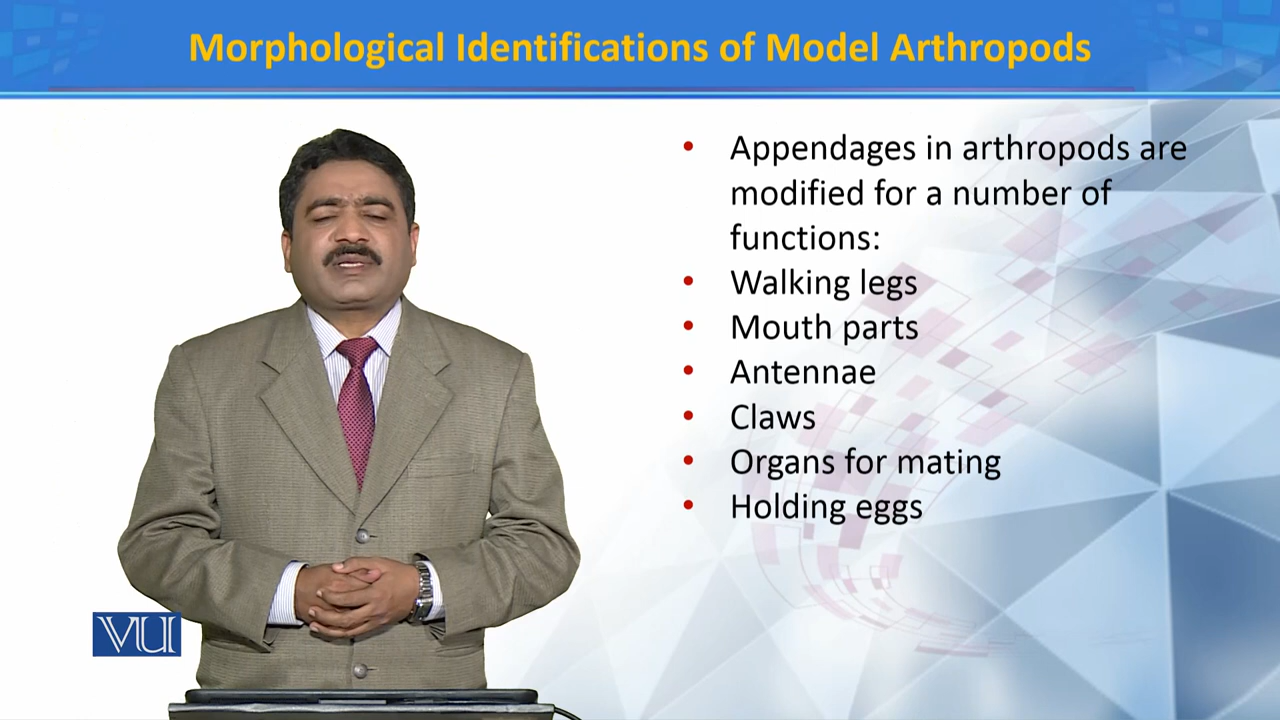 Morphological Identifications of Model Arthropods
• Appendages in arthropods are
modified for a number of
functions:
• Walking legs
• Mouth parts
• Antennae
• Claws
• Organs for mating
• Holding eggs
VU